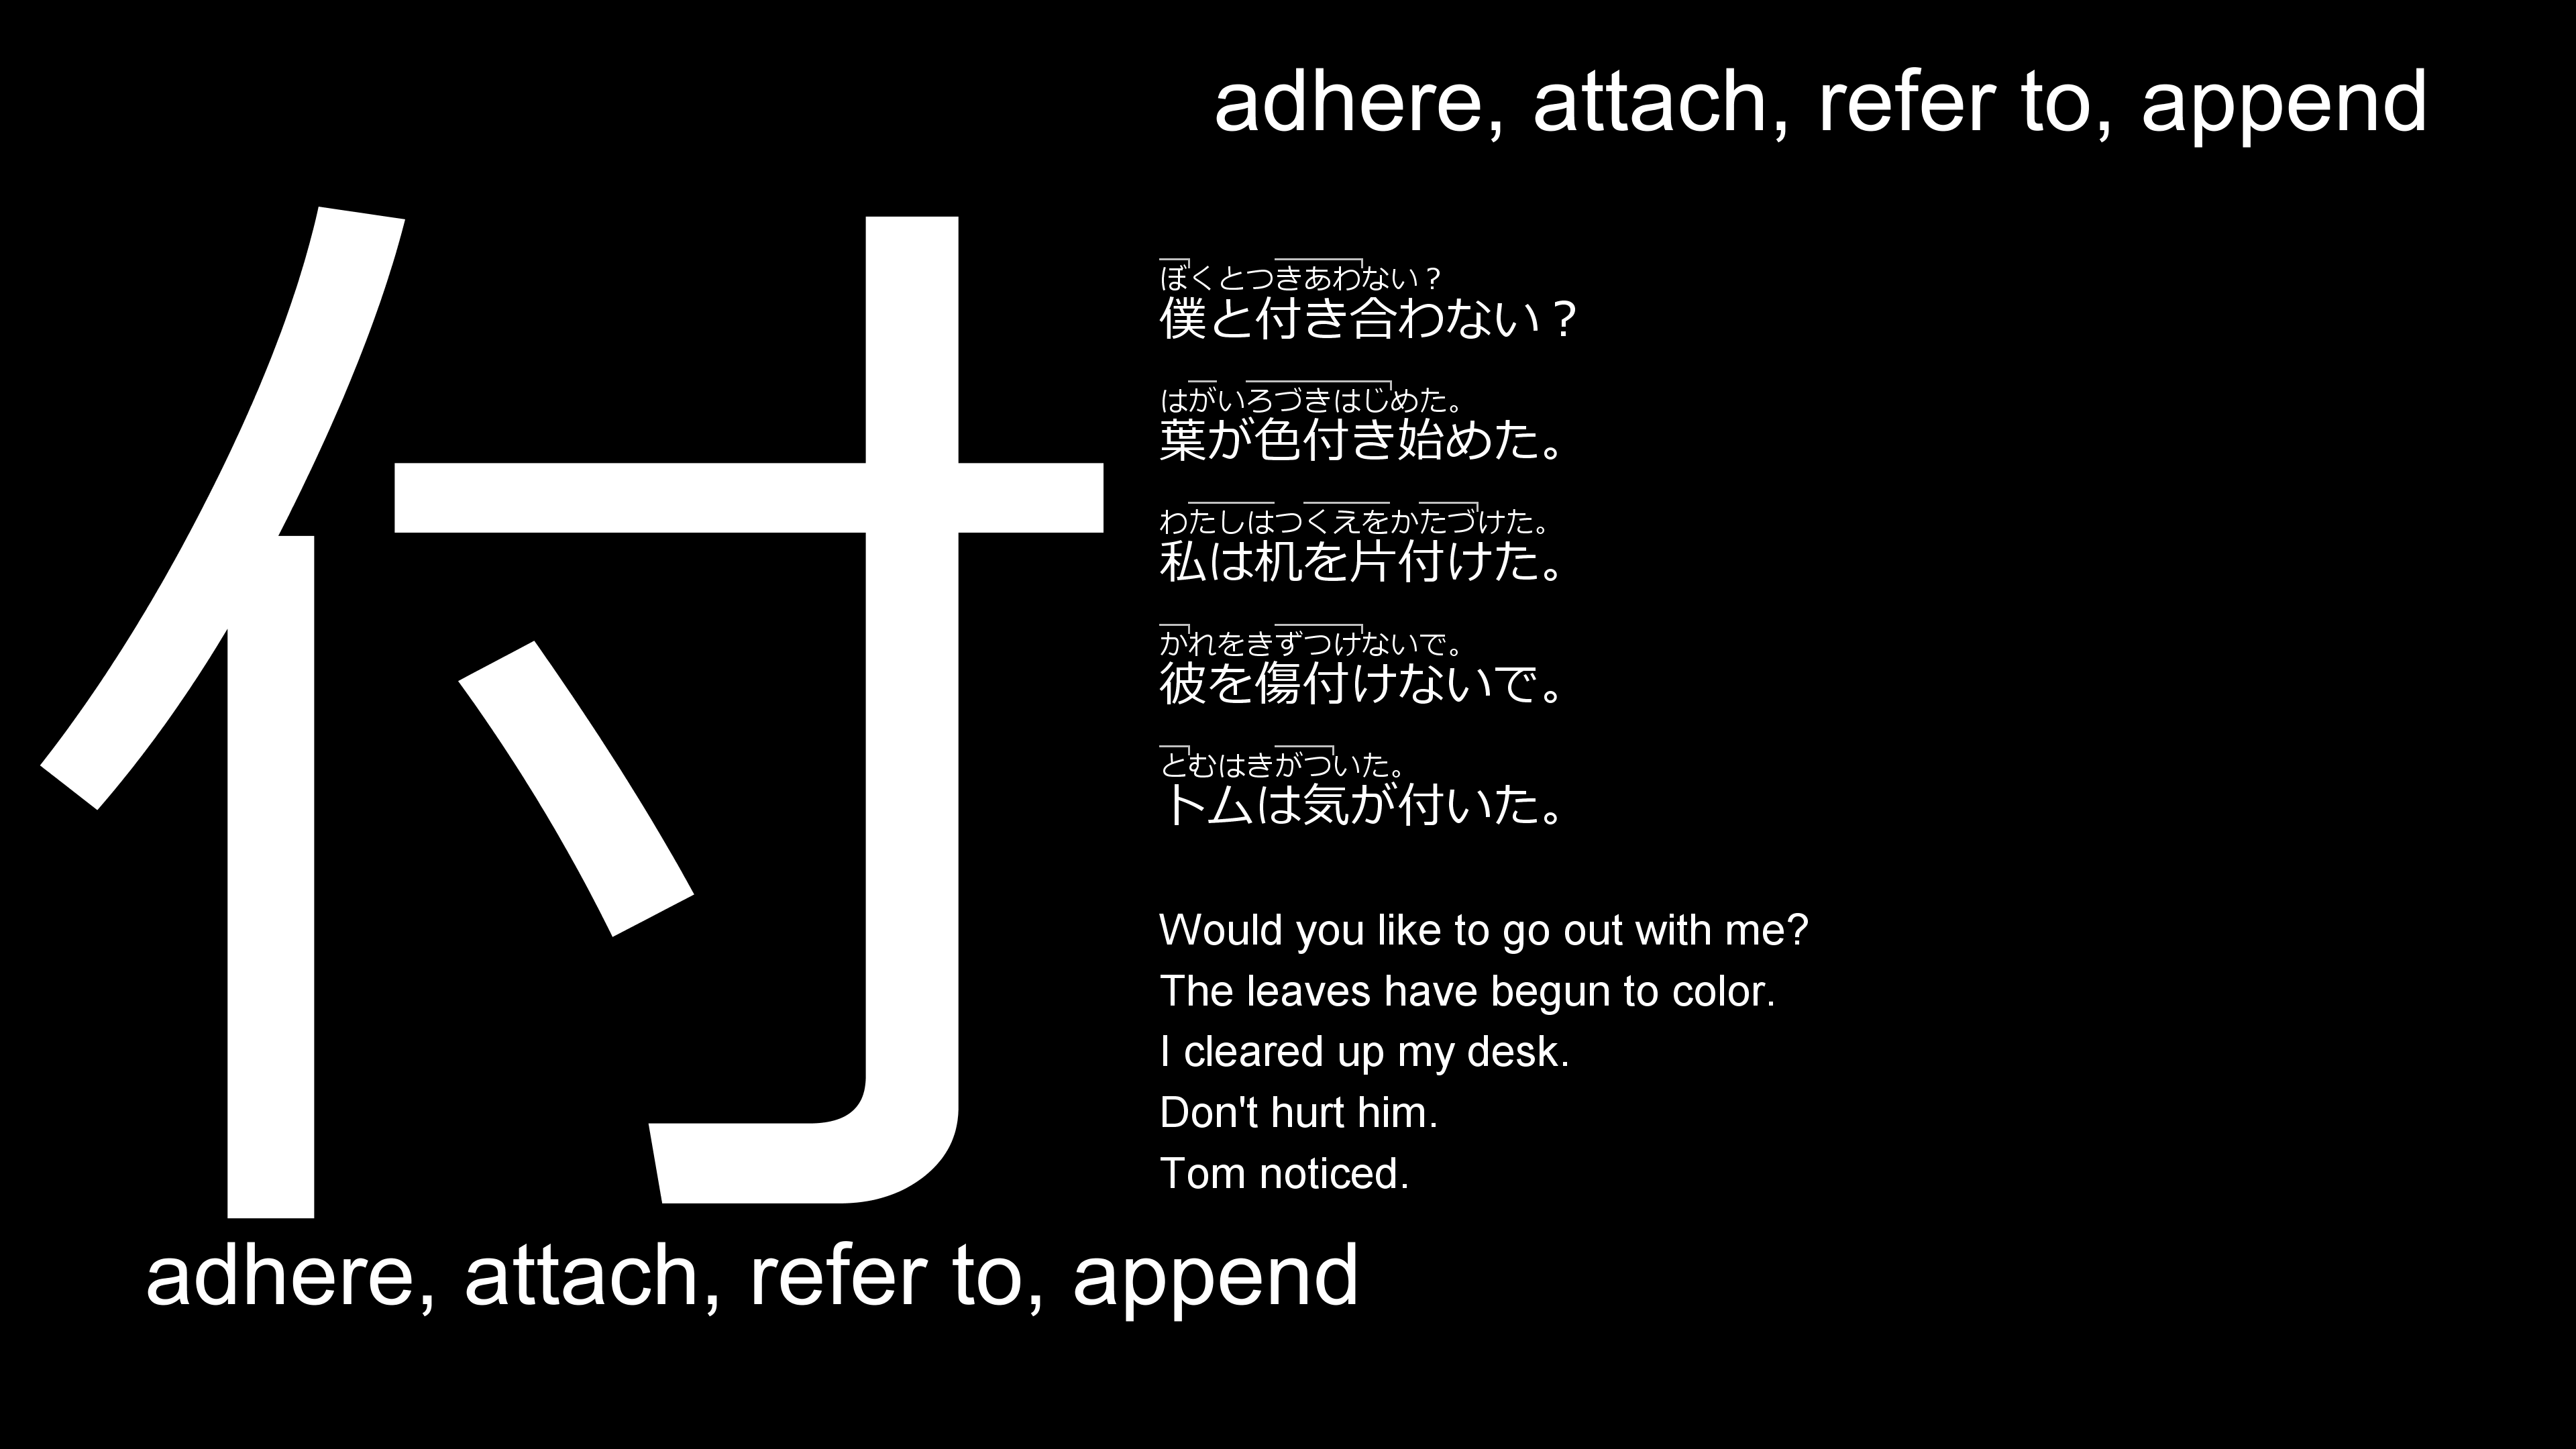 adhere, attach, refer to, append
付
ぼくとつきあわない？
僕と付き合わない？
はがいろづきはじめた。
葉が色付き始めた。
わたしはつくえをかたづけた。
私は机を片付けた。
かれをきずつけないで。
彼を傷付けないで。
とむはきがついた。
トムは気が付いた。
Would you like to go out with me?
The leaves have begun to color.
I cleared up my desk.
Don't hurt him.
Tom noticed.
adhere, attach, refer to, append